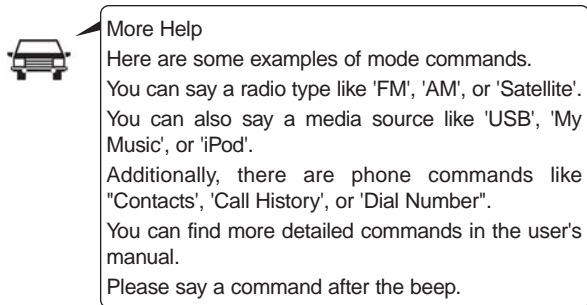 More Help
Here are some examples of mode commands.
You can say a radio type like 'FM', 'AM', or 'Satellite'.
You can also say a media source like 'USB', 'My
Music', or 'iPod'.
Additionally, there are phone commands like
"Contacts', 'Call History', or 'Dial Number".
You can find more detailed commands in the user's
manual.
Please say a command after the beep.